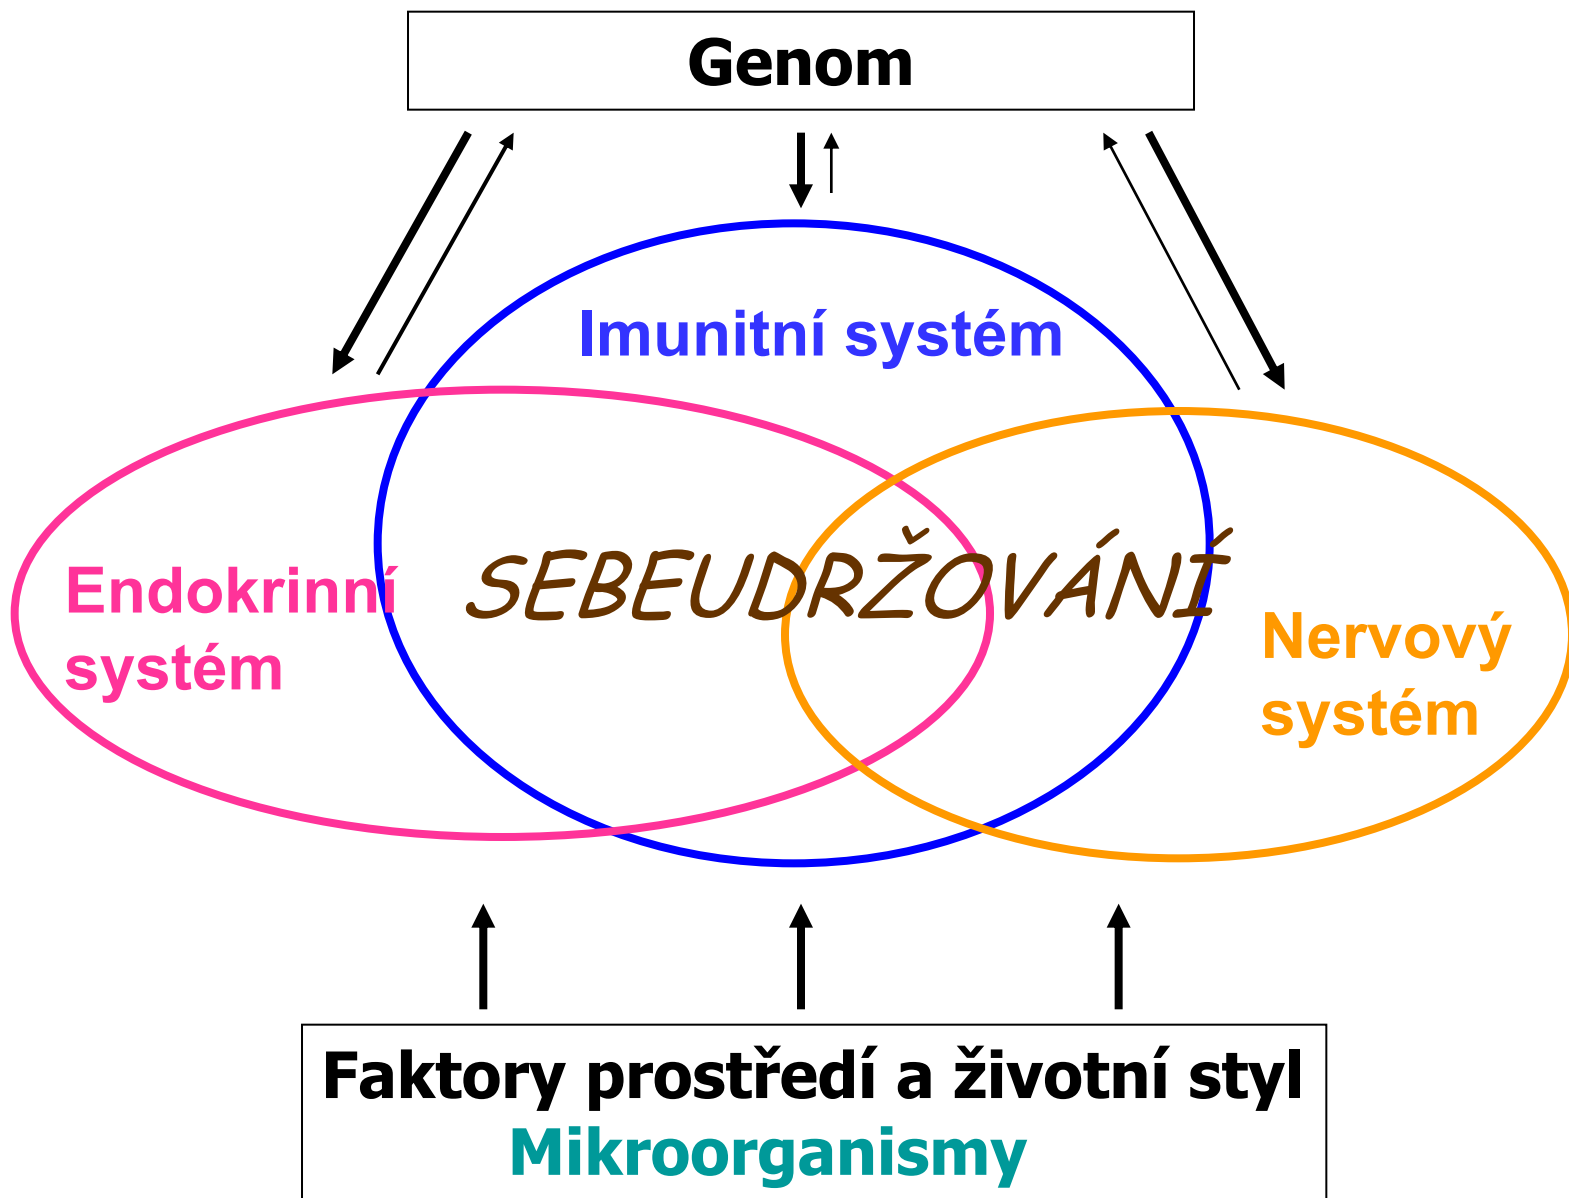 Genom
Imunitní systém
Endokrinní
systém
SEBEUDRŽOVÁNÍ
Nervový
systém
Faktory prostředí a životní styl
Mikroorganismy